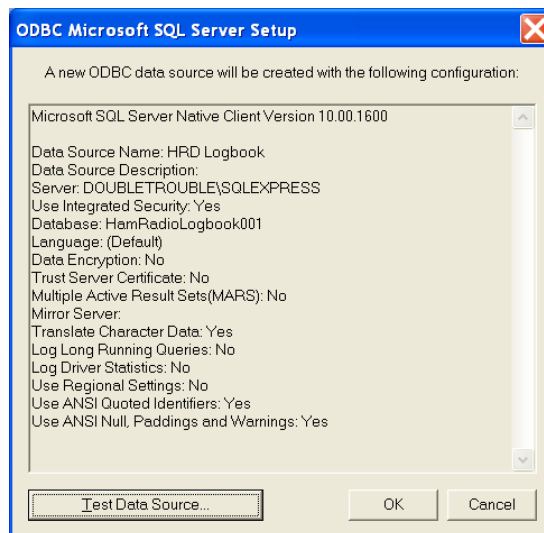 ODBC Microsoft SQL Server Setup
A new ODBC data source will be created with the following configuration:
Microsoft SQL Server Native Client Version 10.00.1600
Data Source Name: HRD Logbook
Data Source Description:
Server: DOUBLETROUBLE\SQLEXPRESS
Use Integrated Security: Yes
Database: HamRadioLogbook001
Language: (Default)
Data Encryption: No
Trust Server Certificate: No
Multiple Active Result Sets(MARS): No
Mirror Server:
Translate Character Data: Yes
Log Long Running Queries: No
Log Driver Statistics: No
Use Regional Settings: No
Use ANSI Quoted Identifiers: Yes
Use ANSI Null, Paddings and Warnings: Yes
Test Data Source... OK Cancel